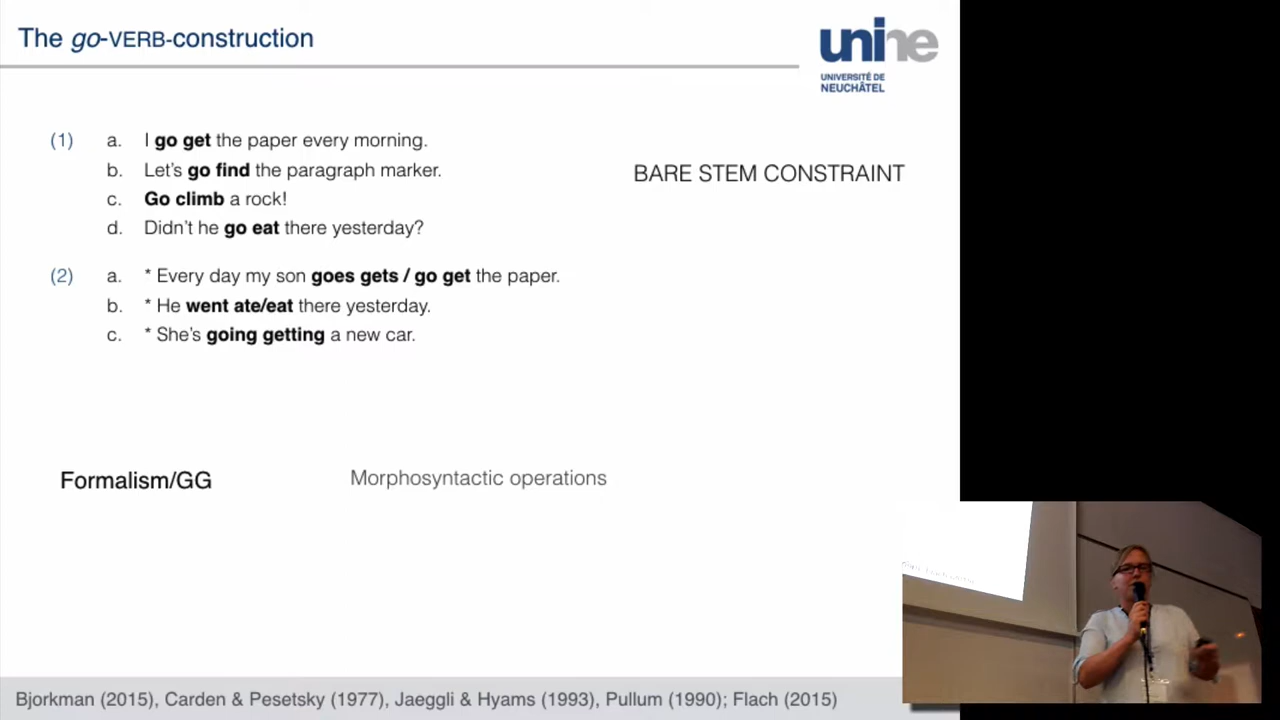 The go-VERB-construction
unine
UNIVERSITÉ DE
NEUCHÂTEL
(1) a. I go get the paper every morning.
b. Let's go find the paragraph marker.
BARE STEM CONSTRAINT
c. Go climb a rock!
d. Didn't he go eat there yesterday?
(2) a. * Every day my son goes gets / go get the paper.
b. * He went ate/eat there yesterday.
c. * She's going getting a new car.
Formalism/GG Morphosyntactic operations
Bjorkman (2015), Carden & Pesetsky (1977), Jaeggli & Hyams (1993), Pullum (1990); Flach (2015)